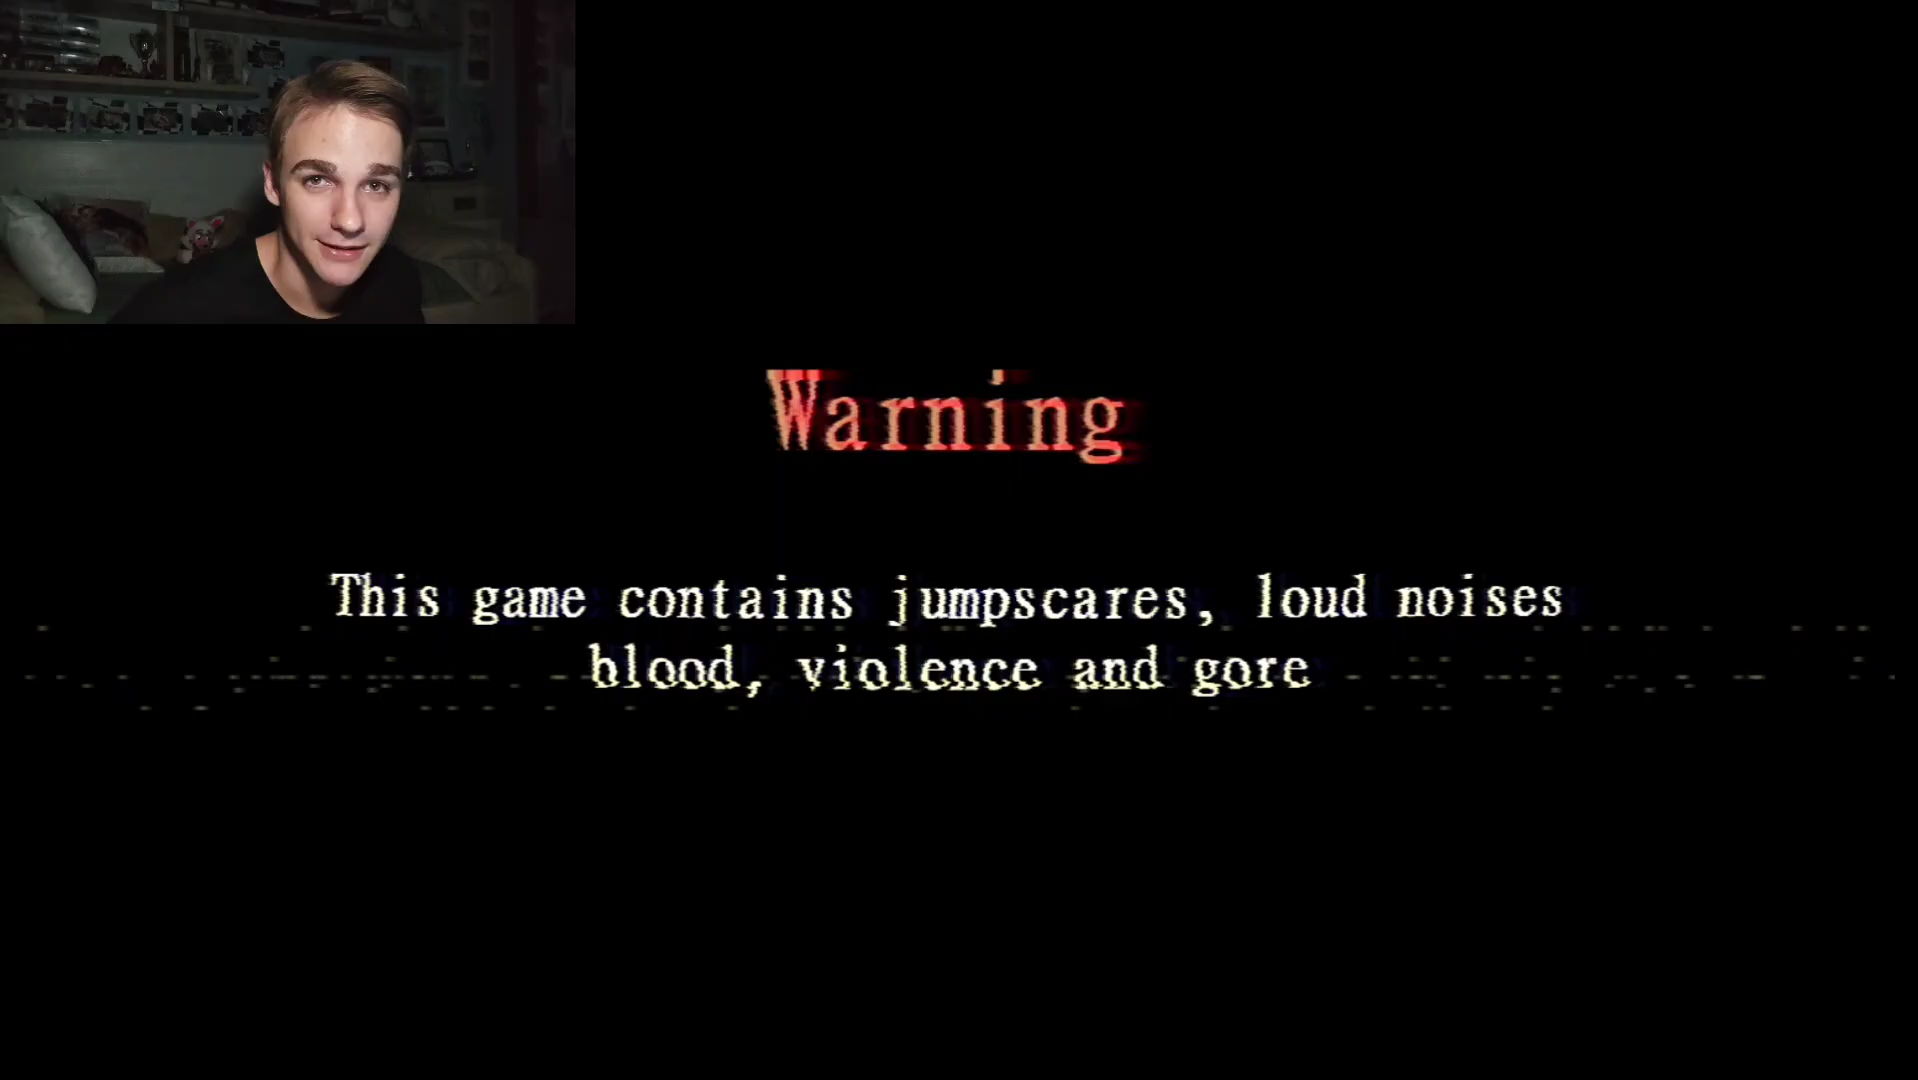 Warning
This game contains jumpscares, loud noises
blood, violence and gore